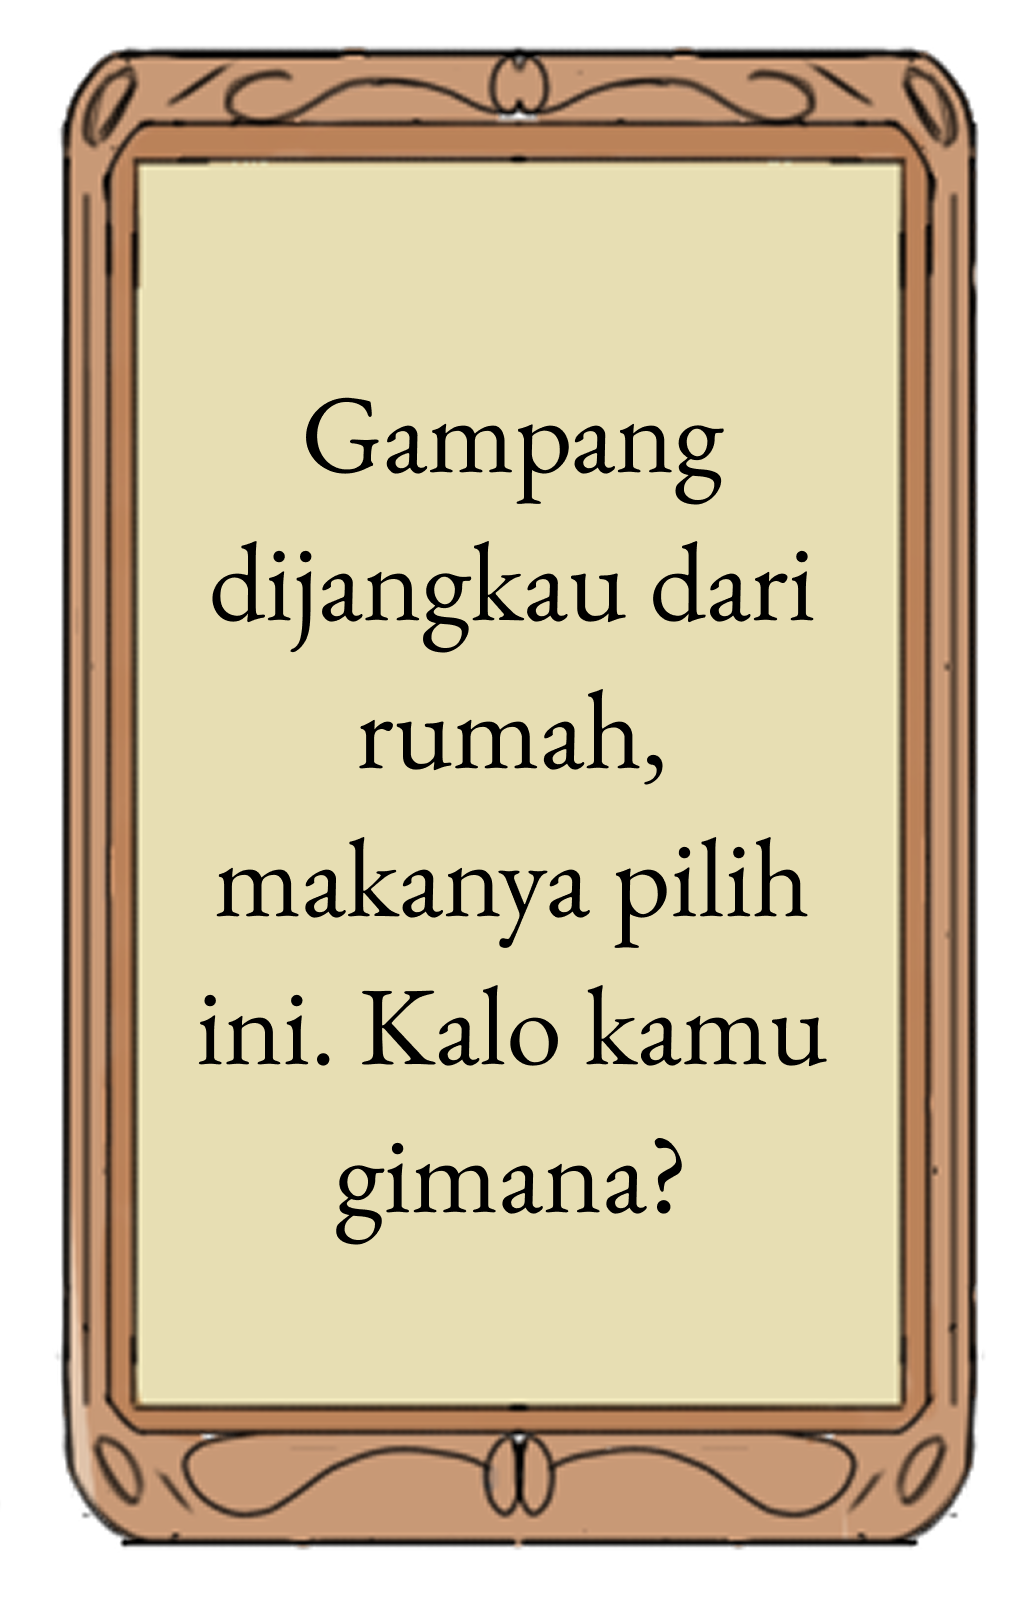 Gampang
dijangkau dari
rumah,
makanya pilih
ini. Kalo kamu
gimana?